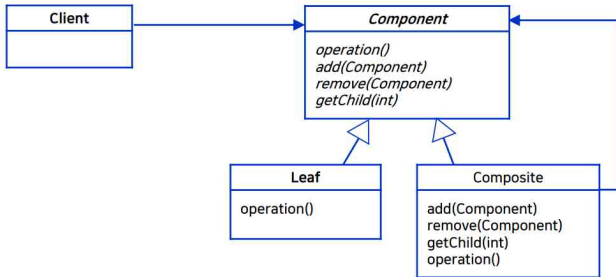 Client
Component
operation()
add(Component)
remove(Component)
getChild(int)
Leaf
operation()
Composite
add(Component)
remove(Component)
getChild(int)
operation()